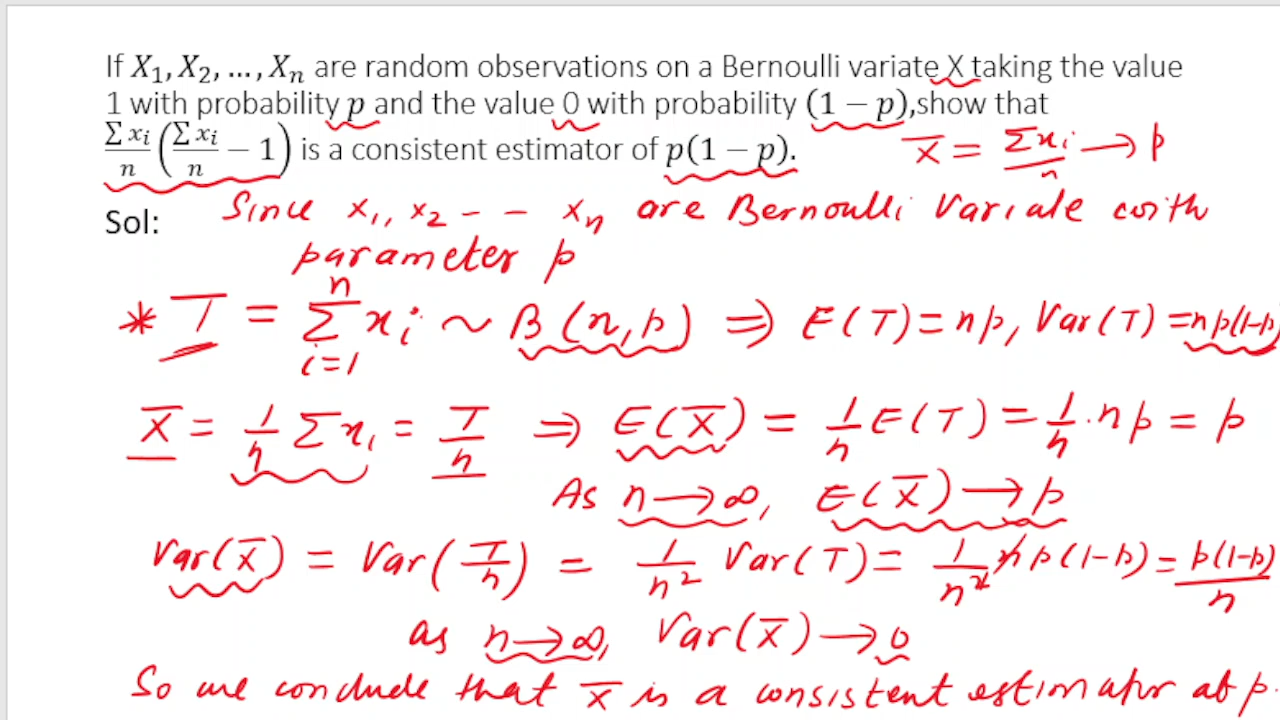 If X₁, X₂, ..., Xₙ are random observations on a Bernoulli variate X taking the value
1 with probability p and the value 0 with probability (1 – p),show that
∑xᵢ/n (∑xᵢ/n – 1) is a consistent estimator of p(1 – p).
X̄ = Σxᵢ/n → p
Sol: Since x₁, x₂ - - xₙ are Bernoulli Variate with
parameter p
* T = Σᵢ₌₁ⁿ xᵢ ~ B(n,p) ⇒ E(T) = np, Var(T) = np(1-p)
X̄ = 1/n Σxᵢ = T/n ⇒ E(X̄) = 1/n E(T) = 1/n · np = p
As n → ∞, E(X̄) → p
Var(X̄) = Var(T/n) = 1/n² Var(T) = 1/n² np(1-p) = p(1-p)/n
as n → ∞, Var(X̄) → 0
So we conclude that X̄ is a consistent estimator of p.